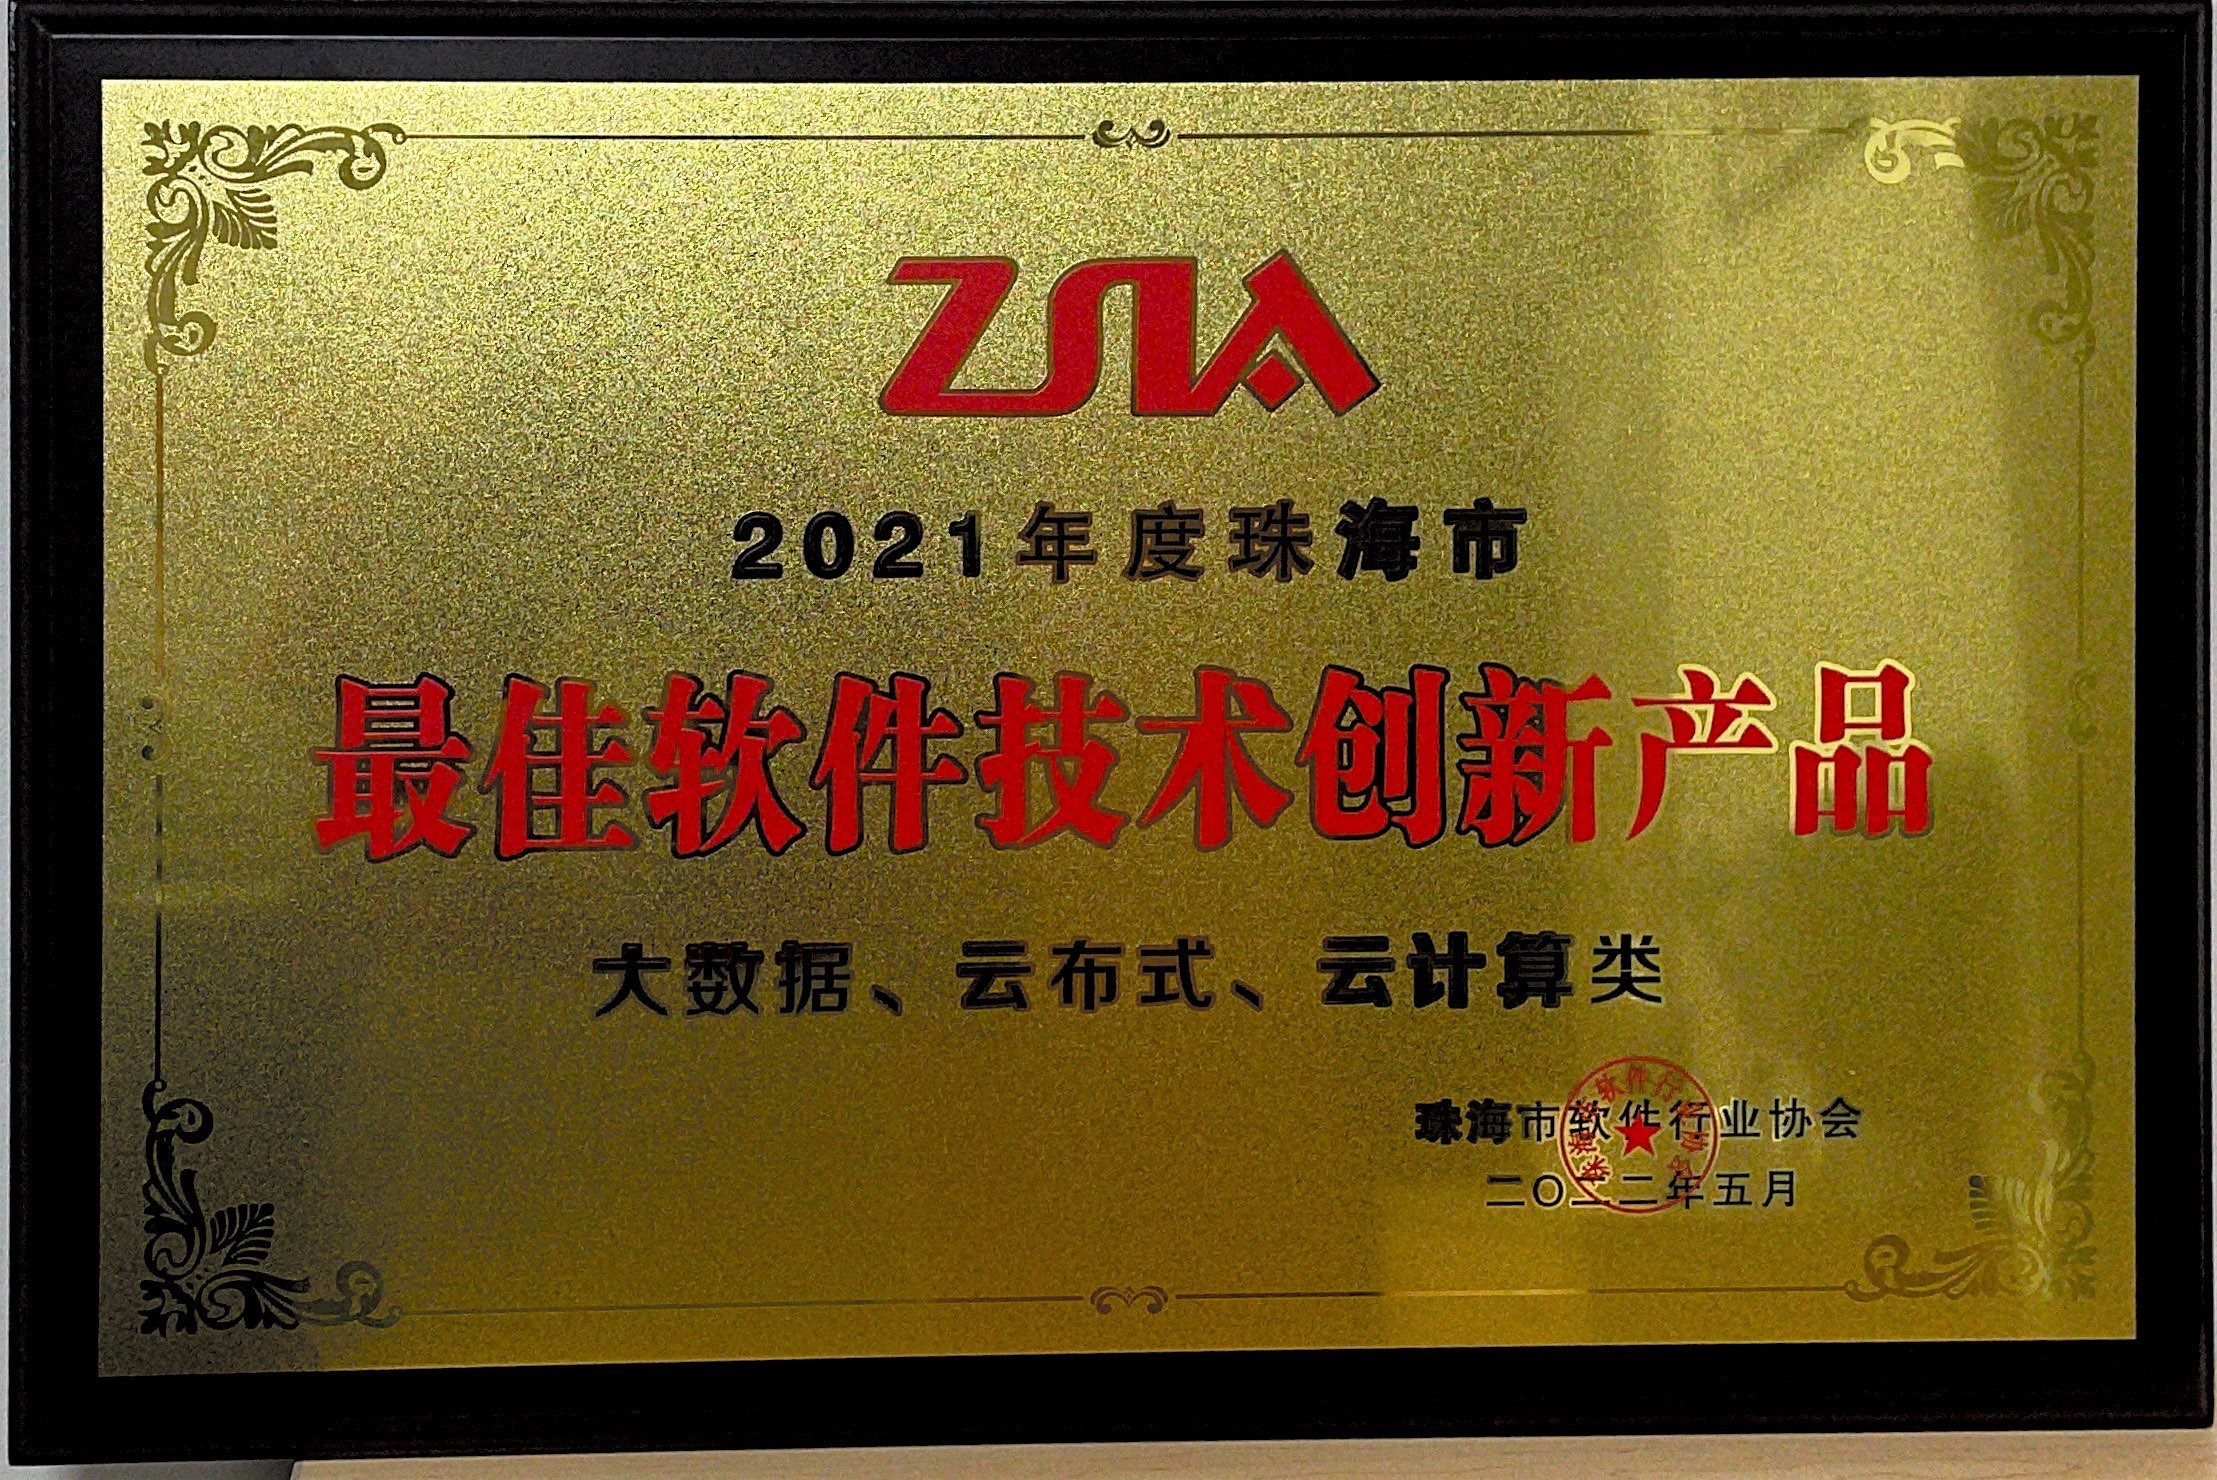 ZSIA
2021年度珠海市
最佳软件技术创新产品
大数据、云布式、云计算类
珠海市软件行业协会
二〇二二年五月